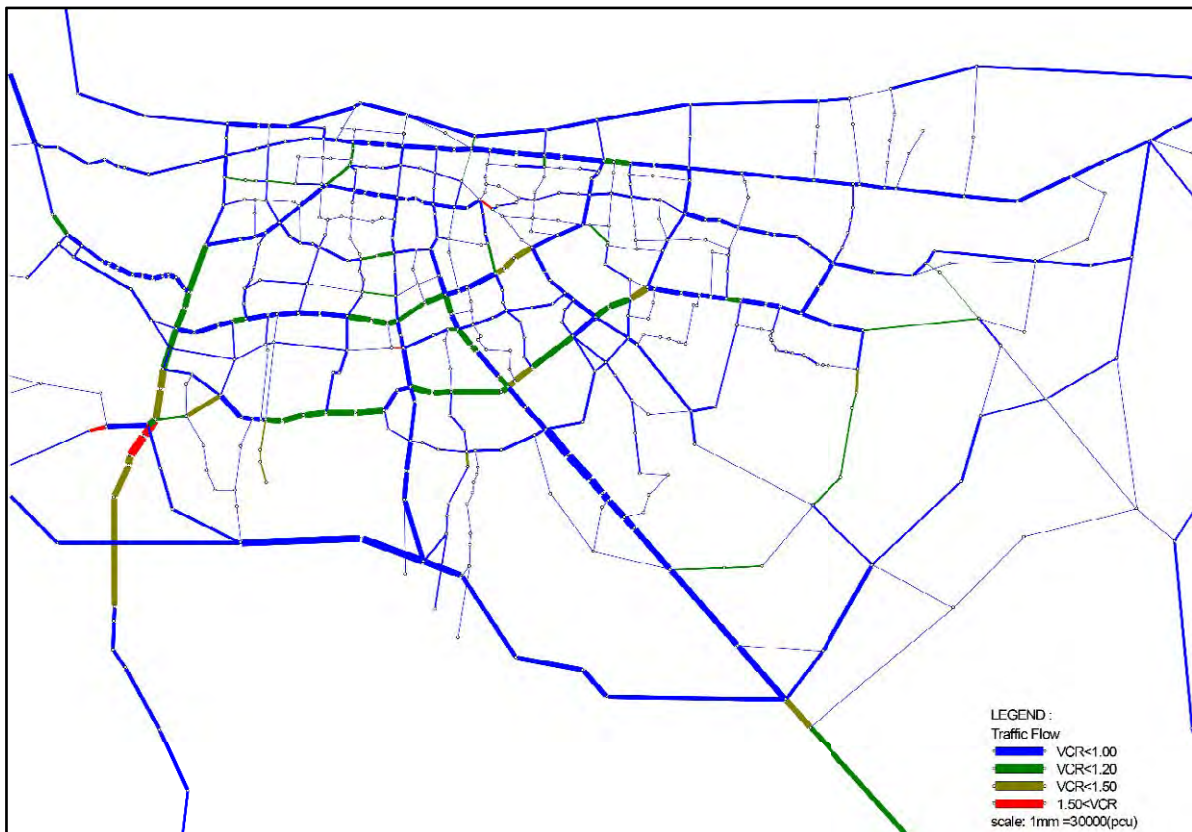 LEGEND :
Traffic Flow
VCR<1.00
VCR<1.20
VCR<1.50
1.50<VCR
scale: 1mm =30000(pcu)